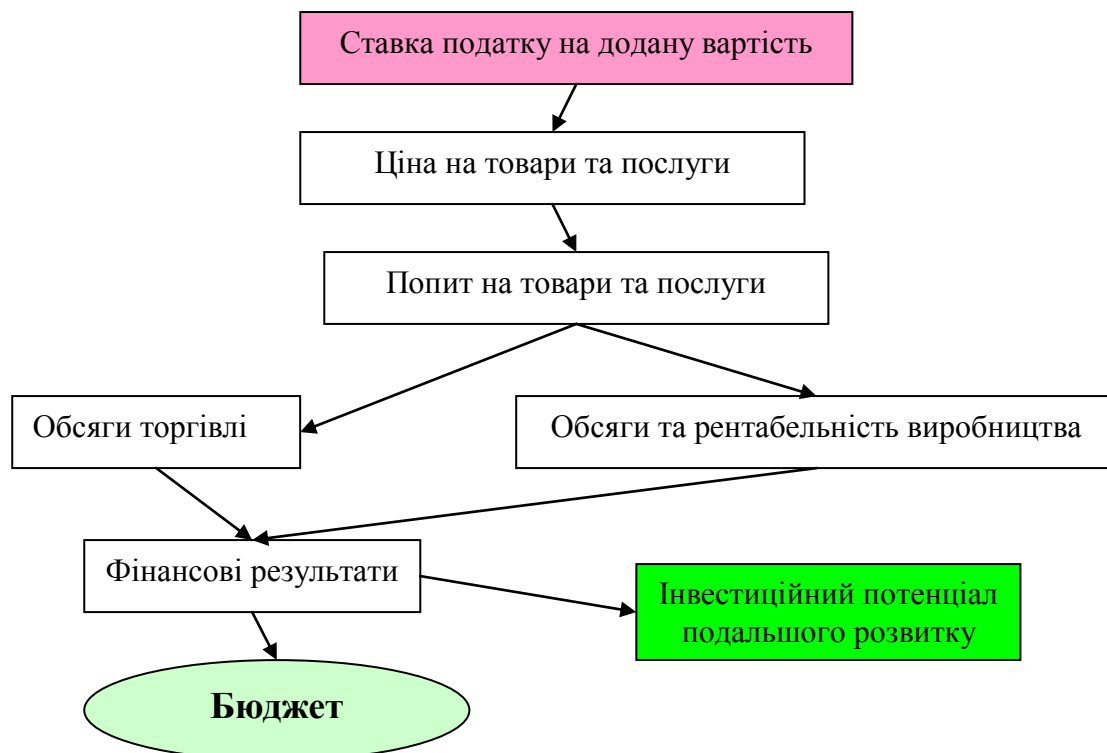 Ставка податку на додану вартість
Ціна на товари та послуги
Попит на товари та послуги
Обсяги торгівлі
Обсяги та рентабельність виробництва
Фінансові результати
Інвестиційний потенціал
подальшого розвитку
Бюджет